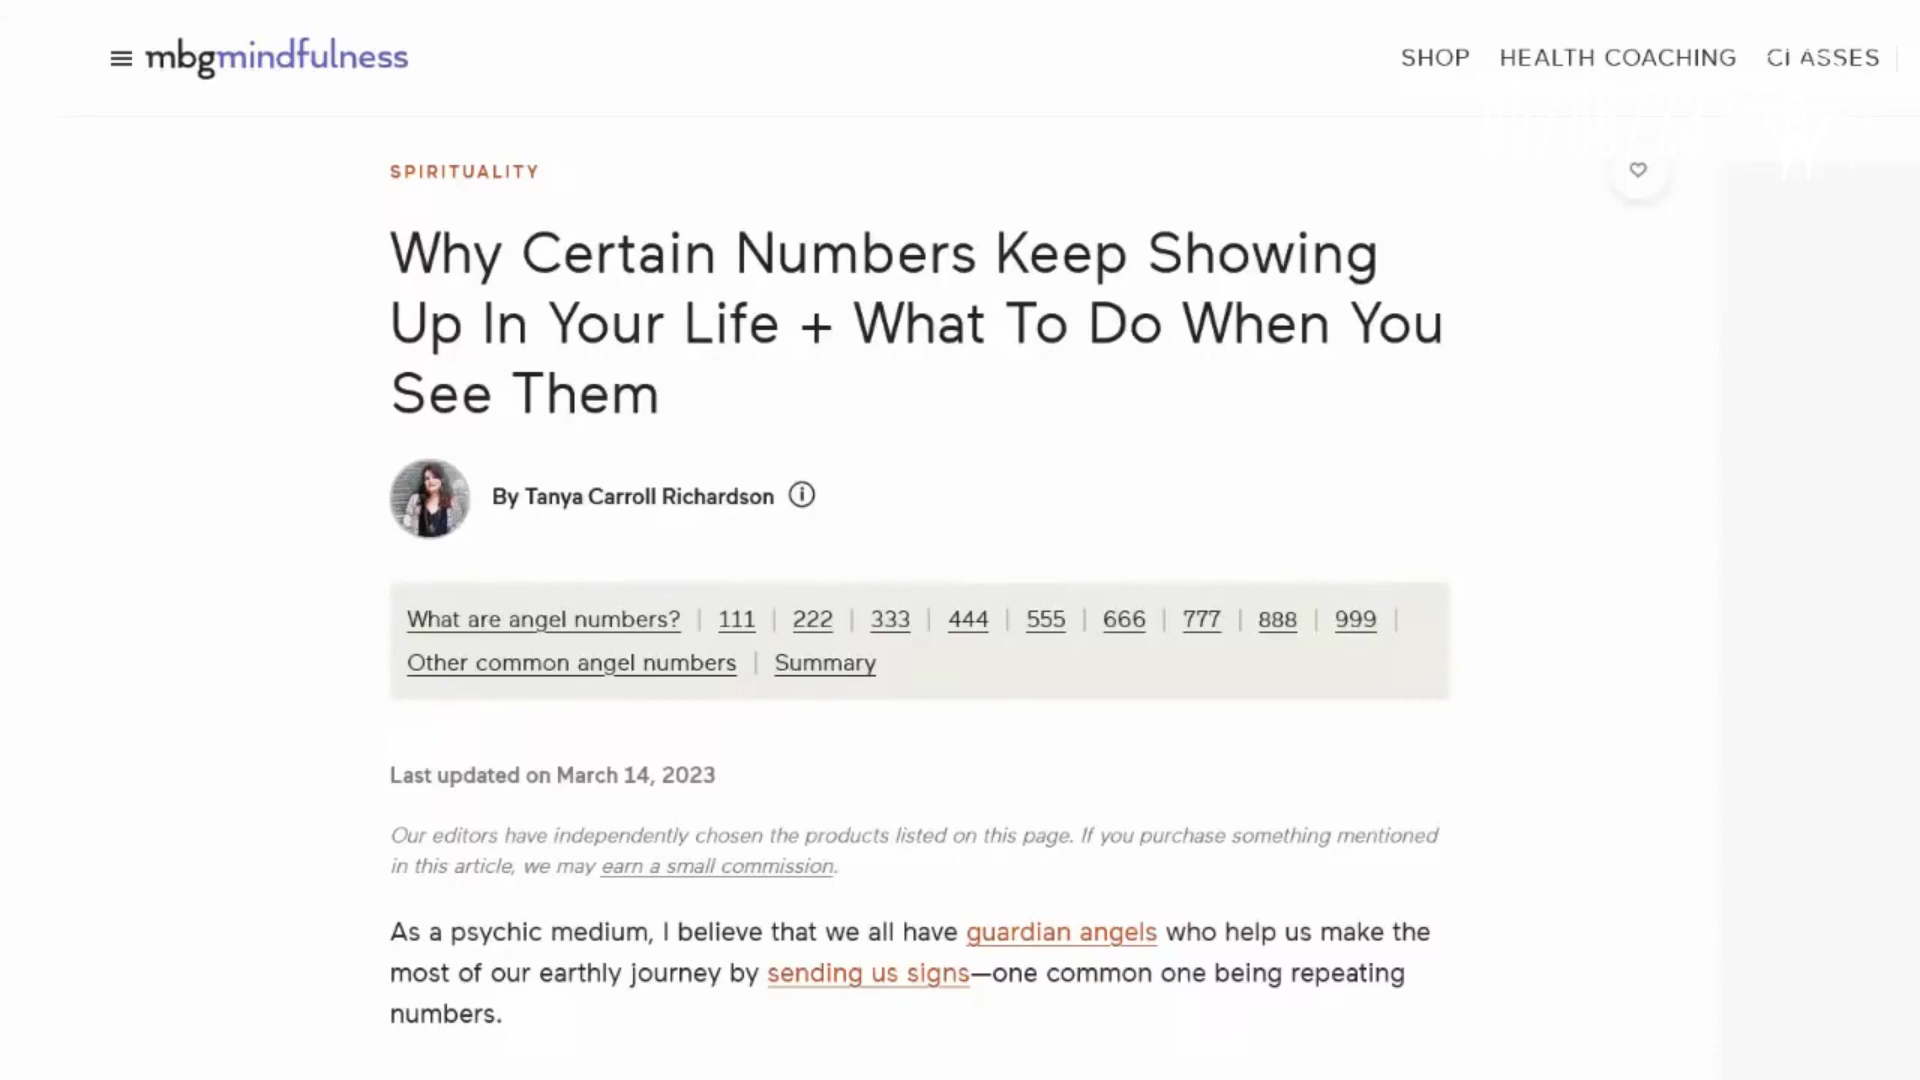 mbgmindfulness
SHOP HEALTH COACHING CLASSES
SPIRITUALITY
Why Certain Numbers Keep Showing
Up In Your Life + What To Do When You
See Them
By Tanya Carroll Richardson
What are angel numbers? | 111 | 222 | 333 | 444 | 555 | 666 | 777 | 888 | 999 |
Other common angel numbers | Summary
Last updated on March 14, 2023
Our editors have independently chosen the products listed on this page. If you purchase something mentioned
in this article, we may earn a small commission.
As a psychic medium, I believe that we all have guardian angels who help us make the
most of our earthly journey by sending us signs—one common one being repeating
numbers.